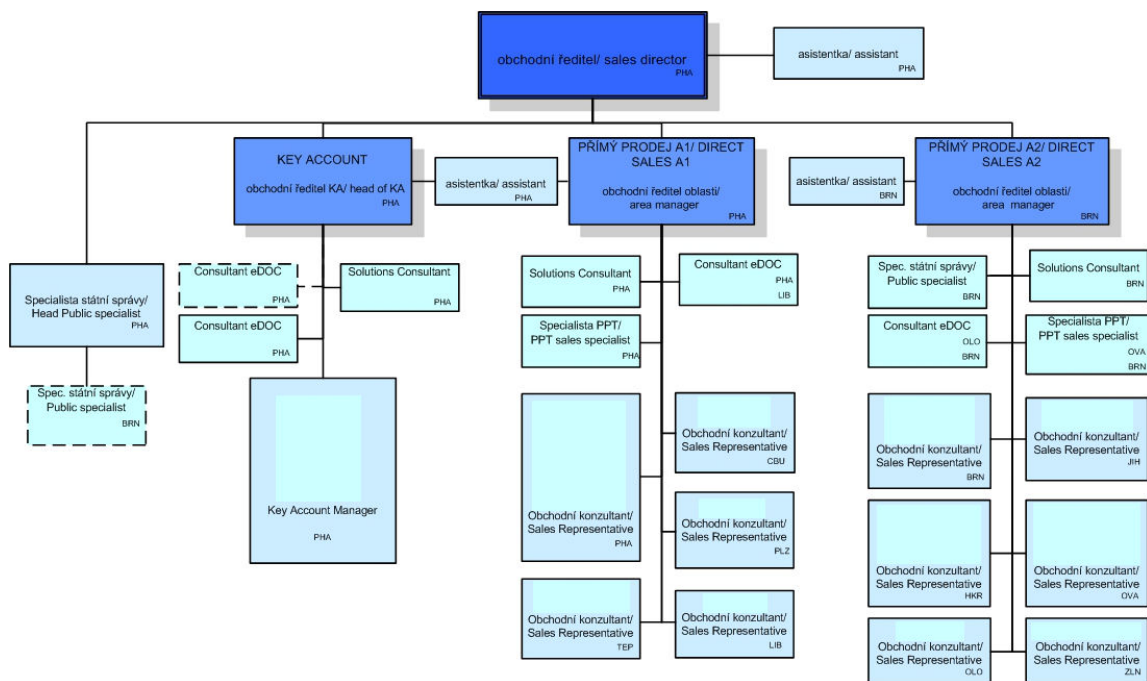 obchodní ředitel/ sales director
PHA
asistentka/ assistant
PHA
KEY ACCOUNT
obchodní ředitel KA/ head of KA
PHA
asistentka/ assistant
PHA
PŘÍMÝ PRODEJ A1/ DIRECT
SALES A1
obchodní ředitel oblasti/
area manager
PHA
asistentka/ assistant
BRN
PŘÍMÝ PRODEJ A2/ DIRECT
SALES A2
obchodní ředitel oblasti/
area manager
BRN
Specialista státní správy/
Head Public specialist
PHA
Spec. státní správy/
Public specialist
BRN
Consultant eDOC
PHA
Solutions Consultant
PHA
Consultant eDOC
PHA
Key Account Manager
PHA
Solutions Consultant
PHA
Consultant eDOC
PHA
LIB
Specialista PPT/
PPT sales specialist
PHA
Obchodní konzultant/
Sales Representative
PHA
Obchodní konzultant/
Sales Representative
CBU
Obchodní konzultant/
Sales Representative
PLZ
Obchodní konzultant/
Sales Representative
TEP
Obchodní konzultant/
Sales Representative
LIB
Spec. státní správy/
Public specialist
BRN
Solutions Consultant
BRN
Consultant eDOC
OLO
BRN
Specialista PPT/
PPT sales specialist
OVA
BRN
Obchodní konzultant/
Sales Representative
BRN
Obchodní konzultant/
Sales Representative
JIH
Obchodní konzultant/
Sales Representative
HKR
Obchodní konzultant/
Sales Representative
OVA
Obchodní konzultant/
Sales Representative
OLO
Obchodní konzultant/
Sales Representative
ZLN